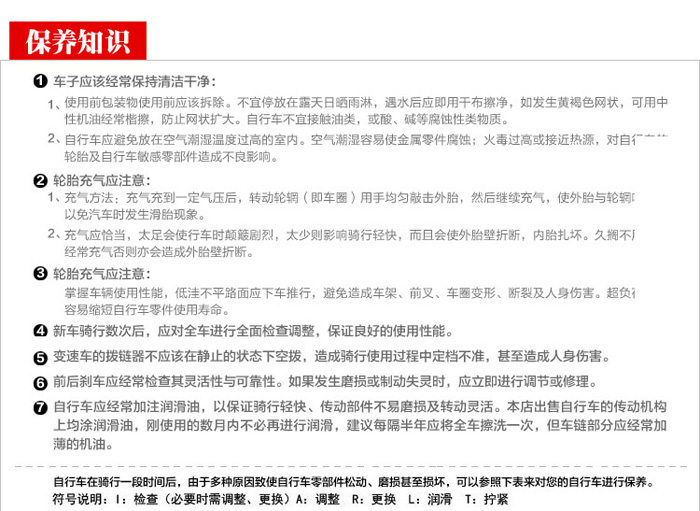 保养知识
1 车子应该经常保持清洁干净：
1、使用前包装物使用前应该拆除。不宜停放在露天日晒雨淋，遇水后应即用干布擦净，如发生黄褐色网状，可用中
性机油经常楷擦，防止网状扩大。自行车不宜接触油类，或酸、碱等腐蚀性类物质。
2、自行车应避免放在空气潮湿温度过高的室内。空气潮湿容易使金属零件腐蚀；火毒过高或接近热源，对自行车的
轮胎及自行车敏感零部件造成不良影响。
2 轮胎充气应注意：
1、充气方法：充气充到一定气压后，转动轮辋（即车圈）用手均匀敲击外胎，然后继续充气，使外胎与轮辋
以免汽车时发生滑胎现象。
2、充气应恰当，太足会使行车时颠簸剧烈，太少则影响骑行轻快，而且会使外胎壁折断，内胎扎坏。久搁不
经常充气否则亦会造成外胎壁折断。
3 轮胎充气应注意：
掌握车辆使用性能，低洼不平路面应下车推行，避免造成车架、前叉、车圈变形、断裂及人身伤害。超负
容易缩短自行车零件使用寿命。
4 新车骑行数次后，应对全车进行全面检查调整，保证良好的使用性能。
5 变速车的拨链器不应该在静止的状态下空拨，造成骑行使用过程中定档不准，甚至造成人身伤害。
6 前后刹车应经常检查其灵活性与可靠性。如果发生磨损或制动失灵时，应立即进行调节或修理。
7 自行车应经常加注润滑油，以保证骑行轻快、传动部件不易磨损及转动灵活。本店出售自行车的传动机构
上均涂润滑油，刚使用的数月内不必再进行润滑，建议每隔半年应将全车擦洗一次，但车链部分应经常加
薄的机油。
自行车在骑行一段时间后，由于多种原因致使自行车零部件松动、磨损甚至损坏，可以参照下表来对您的自行车进行保养。
符号说明：I：检查（必要时需调整、更换）A：调整 R：更换 L：润滑 T：拧紧